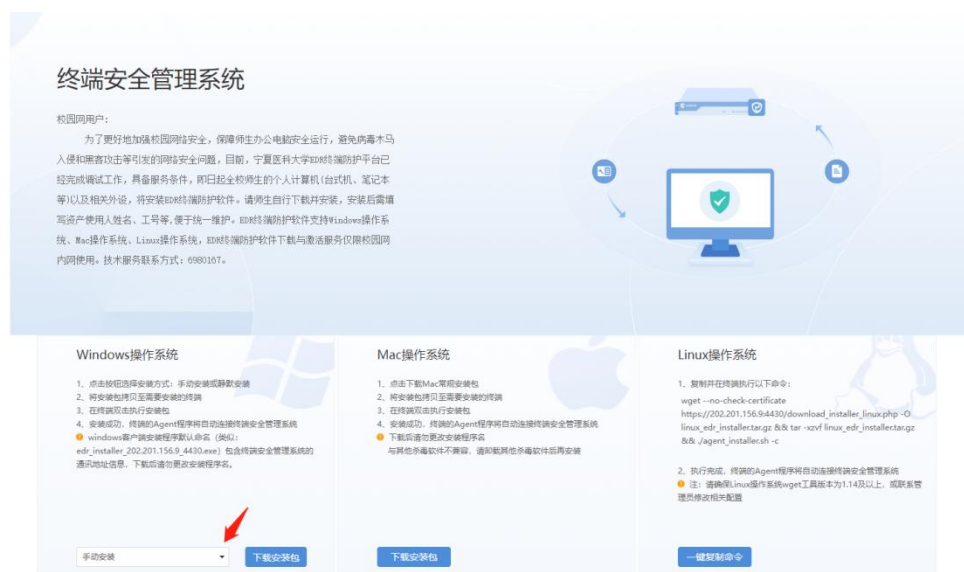 终端安全管理系统
校园网用户:
为了更好地加强校园网络安全，保障师生办公电脑安全运行，避免病毒木马
入侵和黑客攻击等引发的网络安全问题，目前，宁夏医科大学EDR终端防护平台已
经完成调试工作，具备服务条件，即日起全校师生的个人计算机(台式机、笔记本
等)以及相关外设，将安装EDR终端防护软件。请师生自行下载并安装，安装后需填
写资产使用人姓名、工号等，便于统一维护。EDR终端防护软件支持Windows操作系
统、Mac操作系统、Linux操作系统，EDR终端防护软件下载与激活服务仅限校园网
内网使用。技术服务联系方式：6980167。
Windows操作系统
1、点击按钮选择安装方式：手动安装或静默安装
2、将安装包拷贝至需要安装的终端
3、在终端双击执行安装包
4、安装成功，终端的Agent程序将自动连接终端安全管理系统
windows客户端安装程序默认命名（类似：
edr_installer_202.201.156.9_4430.exe）包含终端安全管理系统的
通讯地址信息，下载后请勿更改安装程序名。
手动安装
下载安装包
Mac操作系统
1、点击下载Mac常规安装包
2、将安装包拷贝至需要安装的终端
3、在终端双击执行安装包
4、安装成功，终端的Agent程序将自动连接终端安全管理系统
下载后请勿更改安装程序名
与其他杀毒软件不兼容，请卸载其他杀毒软件后再安装
下载安装包
Linux操作系统
1、复制并在终端执行以下命令：
wget --no-check-certificate
https://202.201.156.9:4430/download_installer_linux.php -O
linux_edr_installer.tar.gz && tar -xzvf linux_edr_installer.tar.gz
&& ./agent_installer.sh -c
2、执行完成，终端的Agent程序将自动连接终端安全管理系统
注：请确保Linux操作系统wget工具版本为1.14及以上，或联系管
理员修改相关配置
一键复制命令